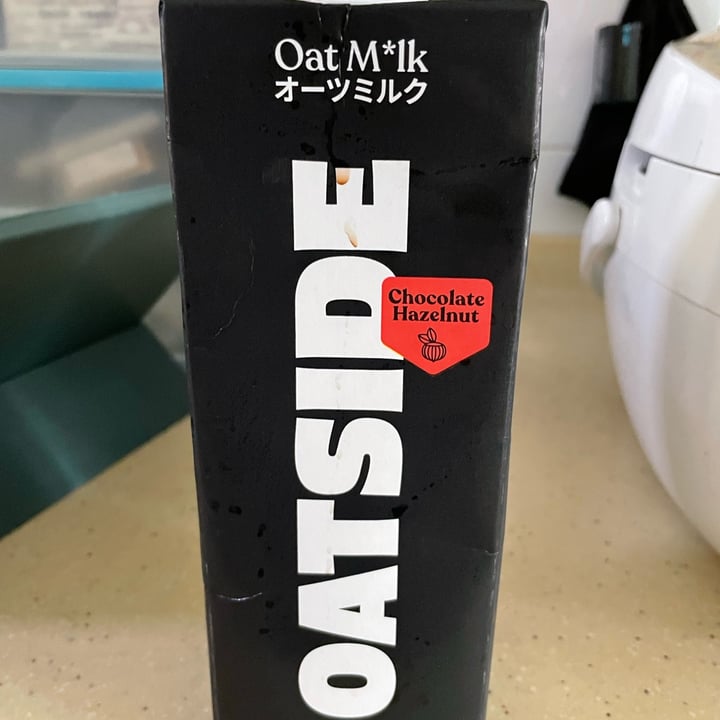 Oat M*lk
オーツミルク
OATSIDE
Chocolate
Hazelnut